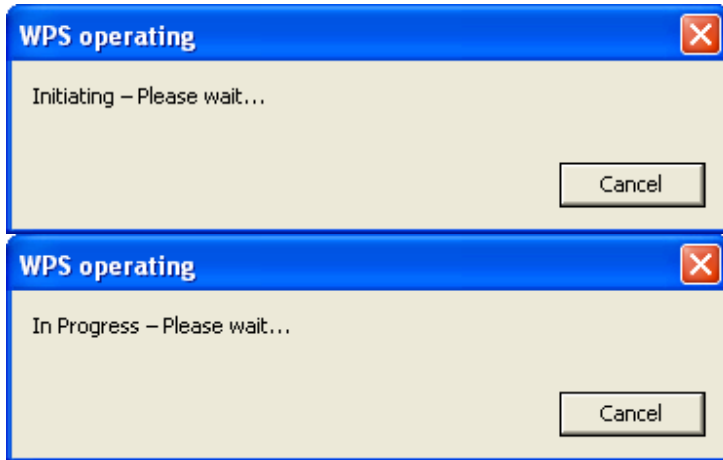 WPS operating
Initiating – Please wait...
Cancel
WPS operating
In Progress – Please wait...
Cancel